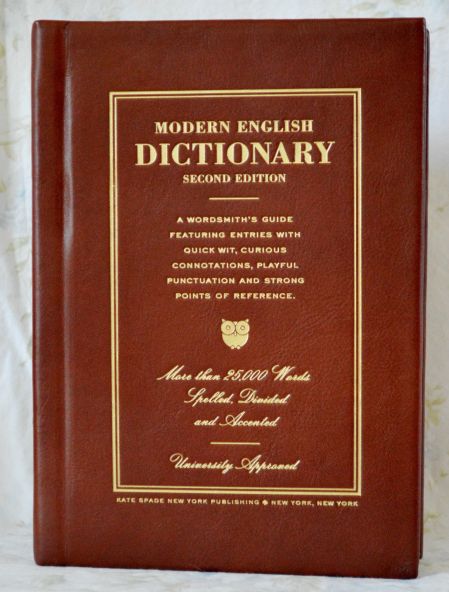 MODERN ENGLISH
DICTIONARY
SECOND EDITION
A WORDSMITH'S GUIDE
FEATURING ENTRIES WITH
QUICK WIT, CURIOUS
CONNOTATIONS, PLAYFUL
PUNCTUATION AND STRONG
POINTS OF REFERENCE.
More than 25,000 Words
Spelled, Divided
and Accented
University Approved
KATE SPADE NEW YORK PUBLISHING ♠ NEW YORK, NEW YORK